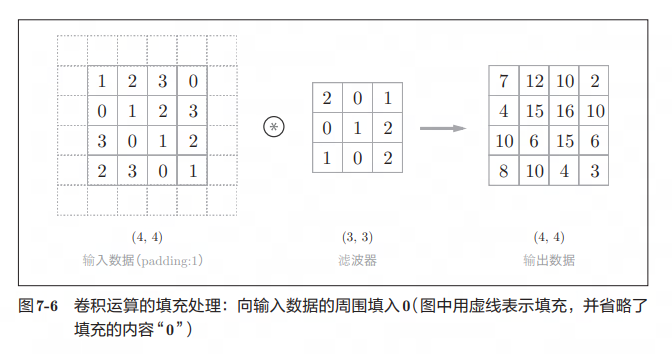 1 2 3 0
0 1 2 3
3 0 1 2
2 3 0 1
(4, 4)
输入数据(padding:1)
*
2 0 1
0 1 2
1 0 2
(3, 3)
滤波器
7 12 10 2
4 15 16 10
10 6 15 6
8 10 4 3
(4, 4)
输出数据
图7-6 卷积运算的填充处理：向输入数据的周围填入0(图中用虚线表示填充，并省略了
填充的内容“0”)